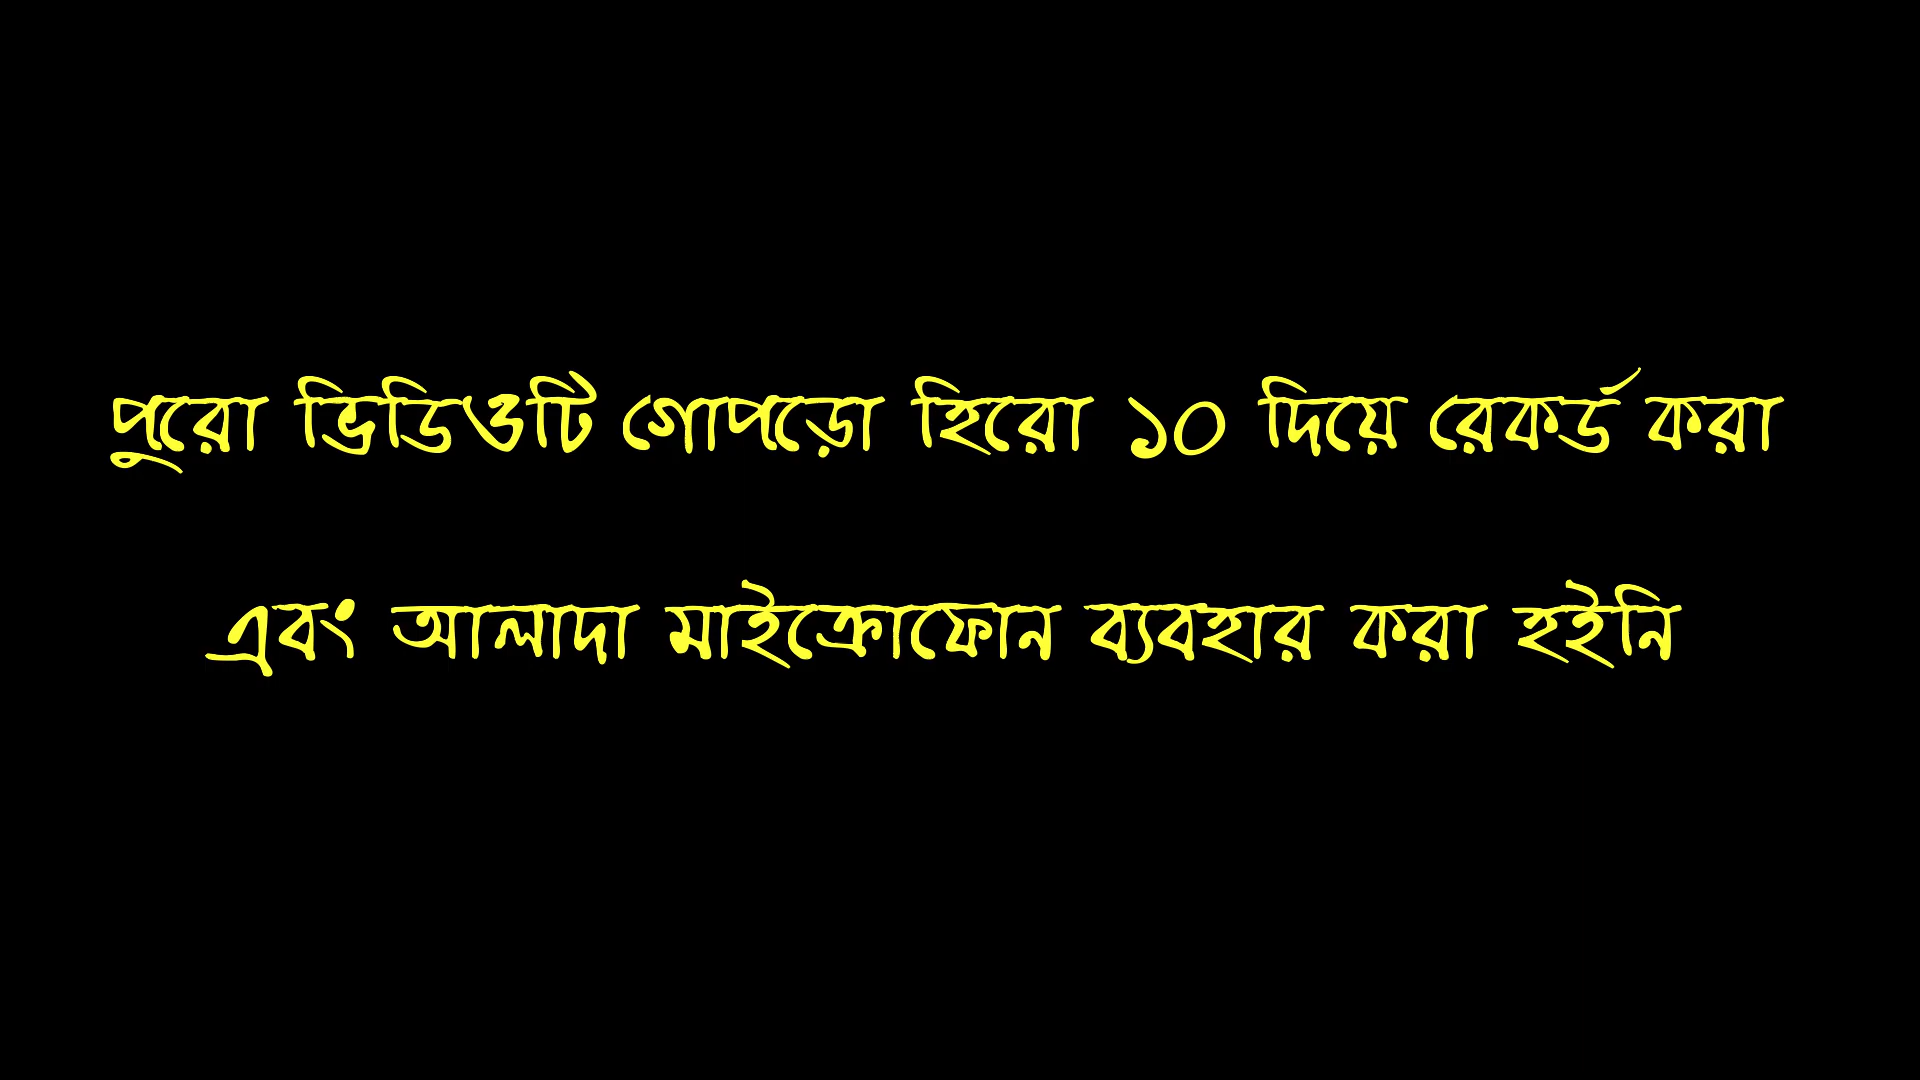 পুরো ভিডিওটি গোপড়ো হিরো ১০ দিয়ে রেকর্ড করা
এবং আলাদা মাইক্রোফোন ব্যবহার করা হইনি